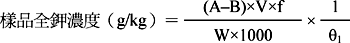 樣品全鉀濃度（g/kg）= (A–B)×V×f / W×1000 × 1 / θ₁